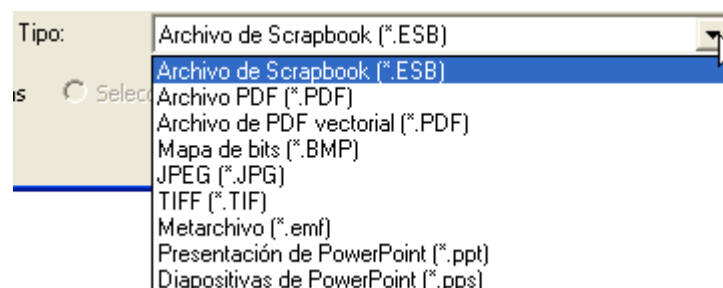 Tipo:
Archivo de Scrapbook (*.ESB)
Archivo de Scrapbook (*.ESB)
Archivo PDF (*.PDF)
Archivo de PDF vectorial (*.PDF)
Mapa de bits (*.BMP)
JPEG (*.JPG)
TIFF (*.TIF)
Metarchivo (*.emf)
Presentación de PowerPoint (*.ppt)
Diapositivas de PowerPoint (*.pps)